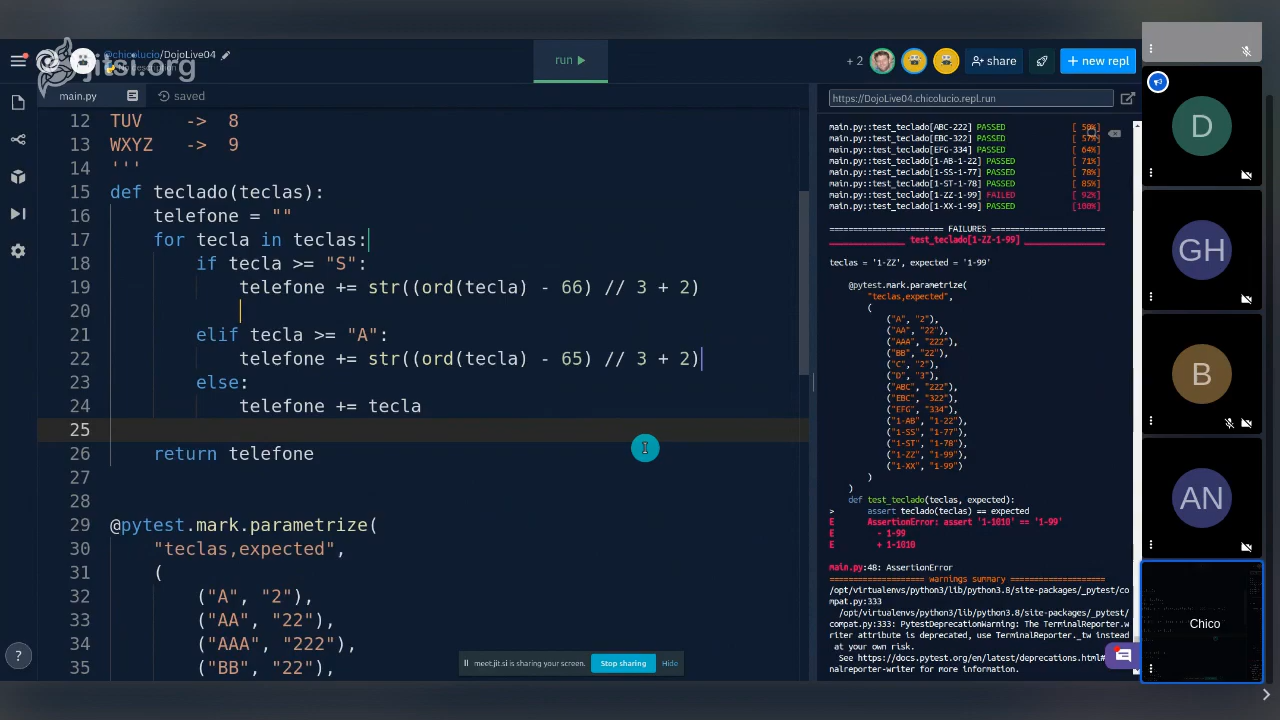 @chicolucio/DojoLive04
jitsi.org
No description
run
+ 2
share
+ new repl
main.py
saved
https://DojoLive04.chicolucio.repl.run
12 TUV -> 8
13 WXYZ -> 9
14 '''
15 def teclado(teclas):
16 telefone = ""
17 for tecla in teclas:
18 if tecla >= "S":
19 telefone += str((ord(tecla) - 66) // 3 + 2)
20
21 elif tecla >= "A":
22 telefone += str((ord(tecla) - 65) // 3 + 2)
23 else:
24 telefone += tecla
25
26 return telefone
27
28
29 @pytest.mark.parametrize(
30 "teclas,expected",
31 (
32 ("A", "2"),
33 ("AA", "22"),
34 ("AAA", "222"),
35 ("BB", "22"),
main.py::test_teclado[ABC-222] PASSED [ 50%]
main.py::test_teclado[EBC-322] PASSED [ 57%]
main.py::test_teclado[EFG-334] PASSED [ 64%]
main.py::test_teclado[1-AB-1-22] PASSED [ 71%]
main.py::test_teclado[1-SS-1-77] PASSED [ 78%]
main.py::test_teclado[1-ST-1-78] PASSED [ 85%]
main.py::test_teclado[1-ZZ-1-99] FAILED [ 92%]
main.py::test_teclado[1-XX-1-99] PASSED [100%]
======================= FAILURES =======================
______________ test_teclado[1-ZZ-1-99] ______________
teclas = '1-ZZ', expected = '1-99'
@pytest.mark.parametrize(
"teclas,expected",
(
("A", "2"),
("AA", "22"),
("AAA", "222"),
("BB", "22"),
("C", "2"),
("D", "3"),
("ABC", "222"),
("EBC", "322"),
("EFG", "334"),
("1-AB", "1-22"),
("1-SS", "1-77"),
("1-ST", "1-78"),
("1-ZZ", "1-99"),
("1-XX", "1-99")
)
)
def test_teclado(teclas, expected):
> assert teclado(teclas) == expected
E AssertionError: assert '1-1010' == '1-99'
E - 1-99
E + 1-1010
main.py:48: AssertionError
=================== warnings summary ===================
/opt/virtualenvs/python3/lib/python3.8/site-packages/_pytest/co
mpat.py:333
/opt/virtualenvs/python3/lib/python3.8/site-packages/_pytest/
compat.py:333: PytestDeprecationWarning: The TerminalReporter.w
riter attribute is deprecated, use TerminalReporter._tw instead
at your own risk.
See https://docs.pytest.org/en/latest/deprecations.html#
nalreporter-writer for more information.
D
GH
B
AN
Chico
meet.jit.si is sharing your screen.
Stop sharing
Hide
?